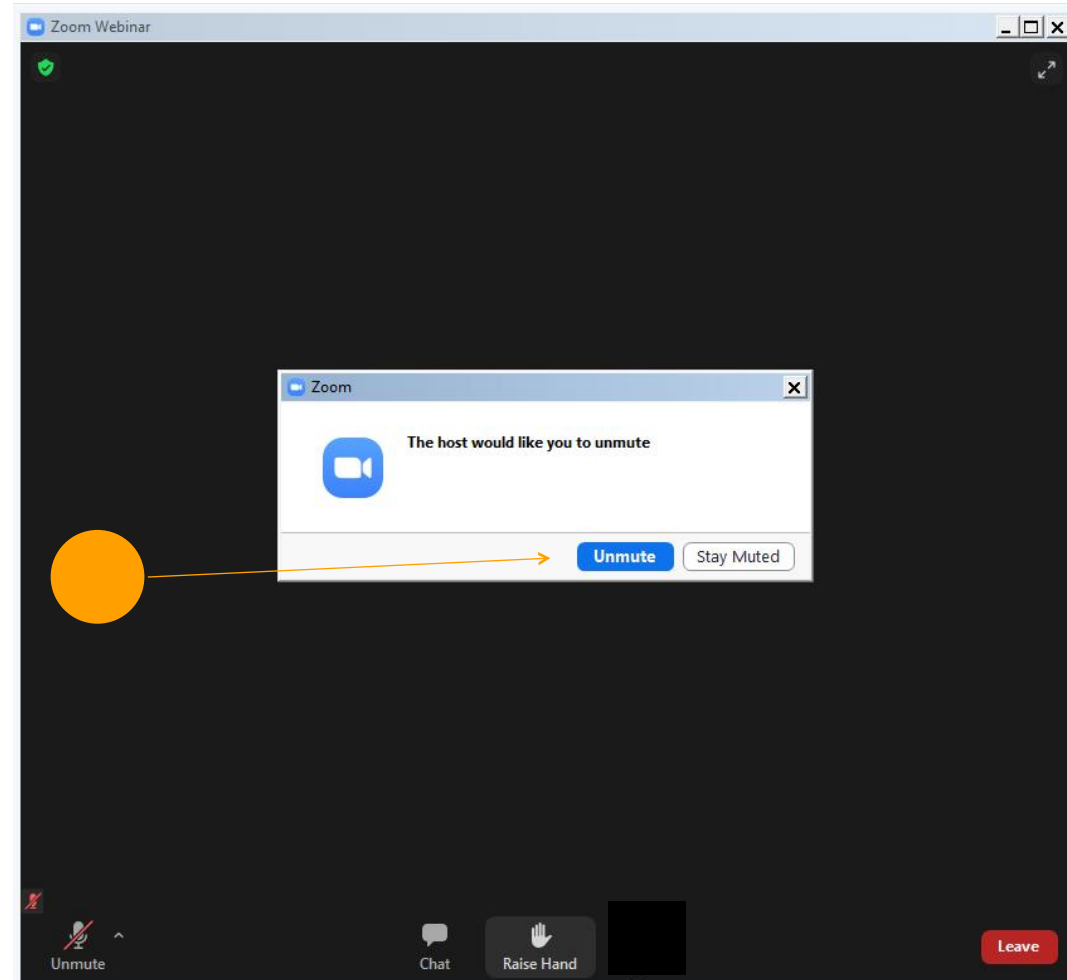 Zoom Webinar
Zoom
The host would like you to unmute
Unmute
Stay Muted
Unmute
Chat
Raise Hand
Leave